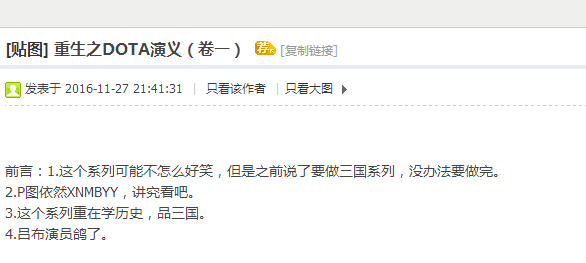 [贴图] 重生之DOTA演义（卷一） 荐 [复制链接]
发表于 2016-11-27 21:41:31 | 只看该作者 | 只看大图
前言：1.这个系列可能不怎么好笑，但是之前说了要做三国系列，没办法要做完。
2.P图依然XNMBYY，讲究看吧。
3.这个系列重在学历史，品三国。
4.吕布演员鸽了。